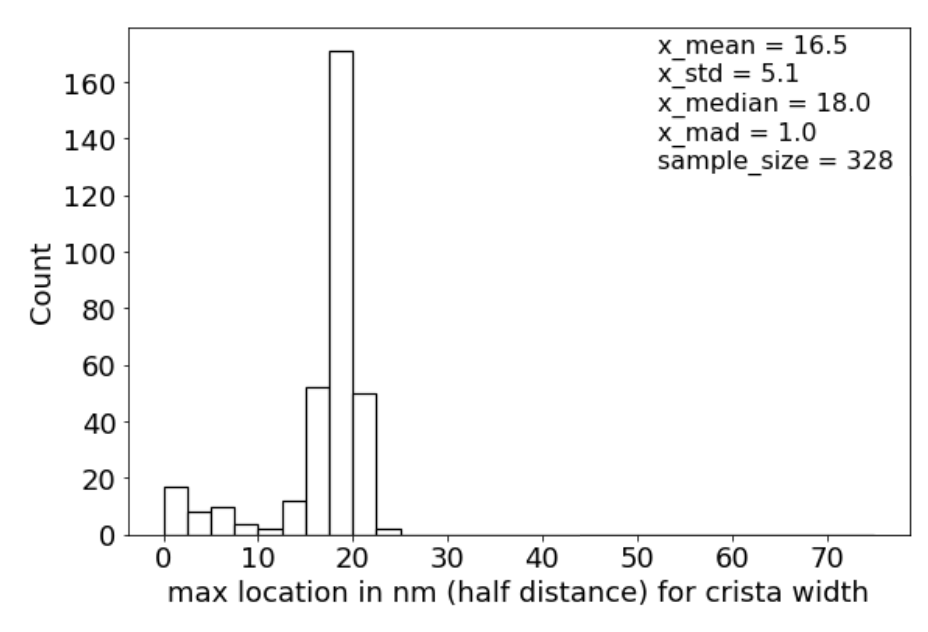 x_mean = 16.5
x_std = 5.1
x_median = 18.0
x_mad = 1.0
sample_size = 328
Count
160
140
120
100
80
60
40
20
0
0 10 20 30 40 50 60 70
max location in nm (half distance) for crista width